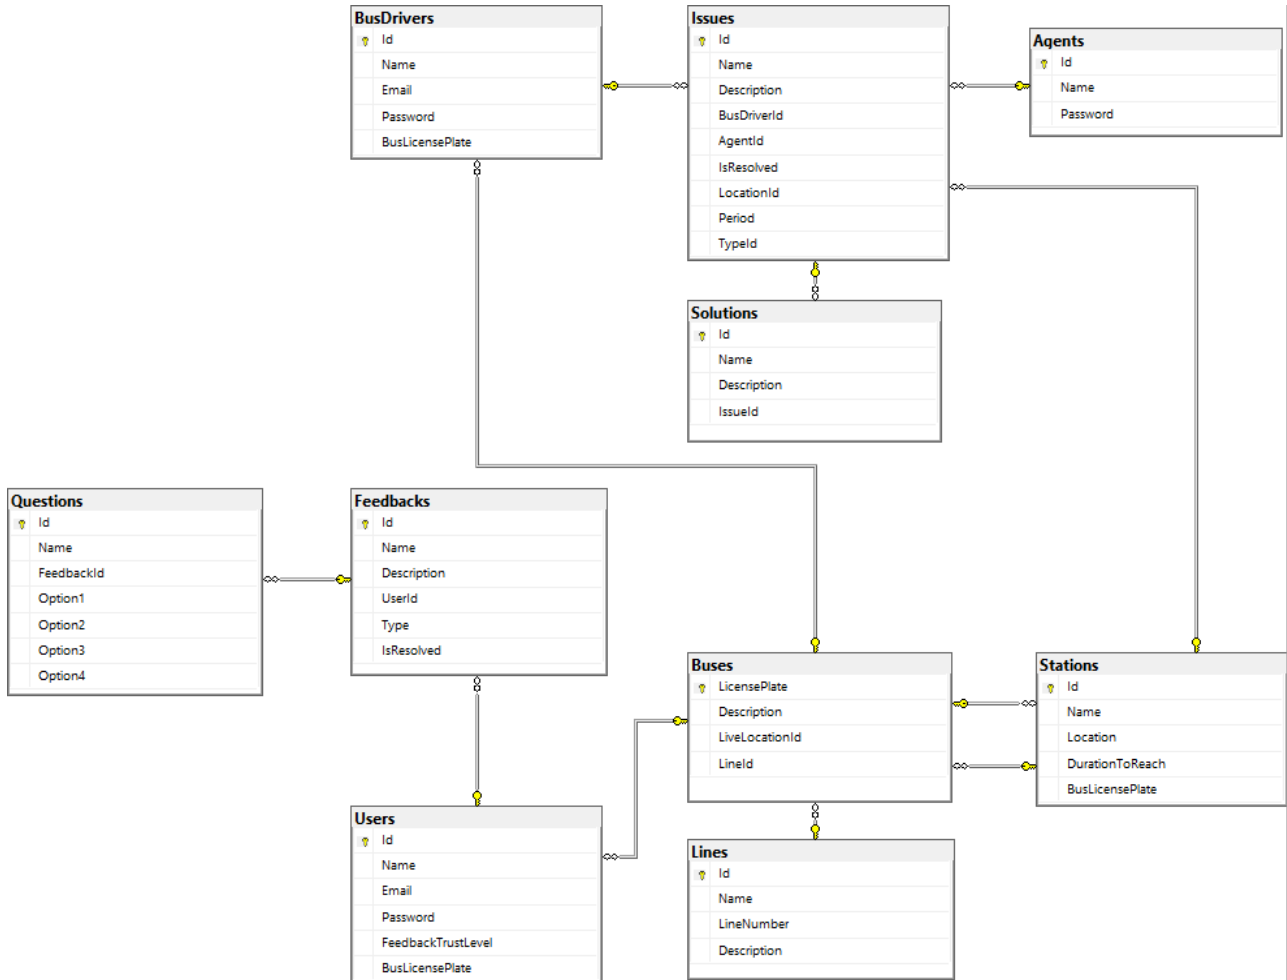 BusDrivers
Id
Name
Email
Password
BusLicensePlate
Issues
Id
Name
Description
BusDriverId
AgentId
IsResolved
LocationId
Period
TypeId
Agents
Id
Name
Password
Solutions
Id
Name
Description
IssueId
Questions
Id
Name
FeedbackId
Option1
Option2
Option3
Option4
Feedbacks
Id
Name
Description
UserId
Type
IsResolved
Buses
LicensePlate
Description
LiveLocationId
LineId
Stations
Id
Name
Location
DurationToReach
BusLicensePlate
Users
Id
Name
Email
Password
FeedbackTrustLevel
BusLicensePlate
Lines
Id
Name
LineNumber
Description